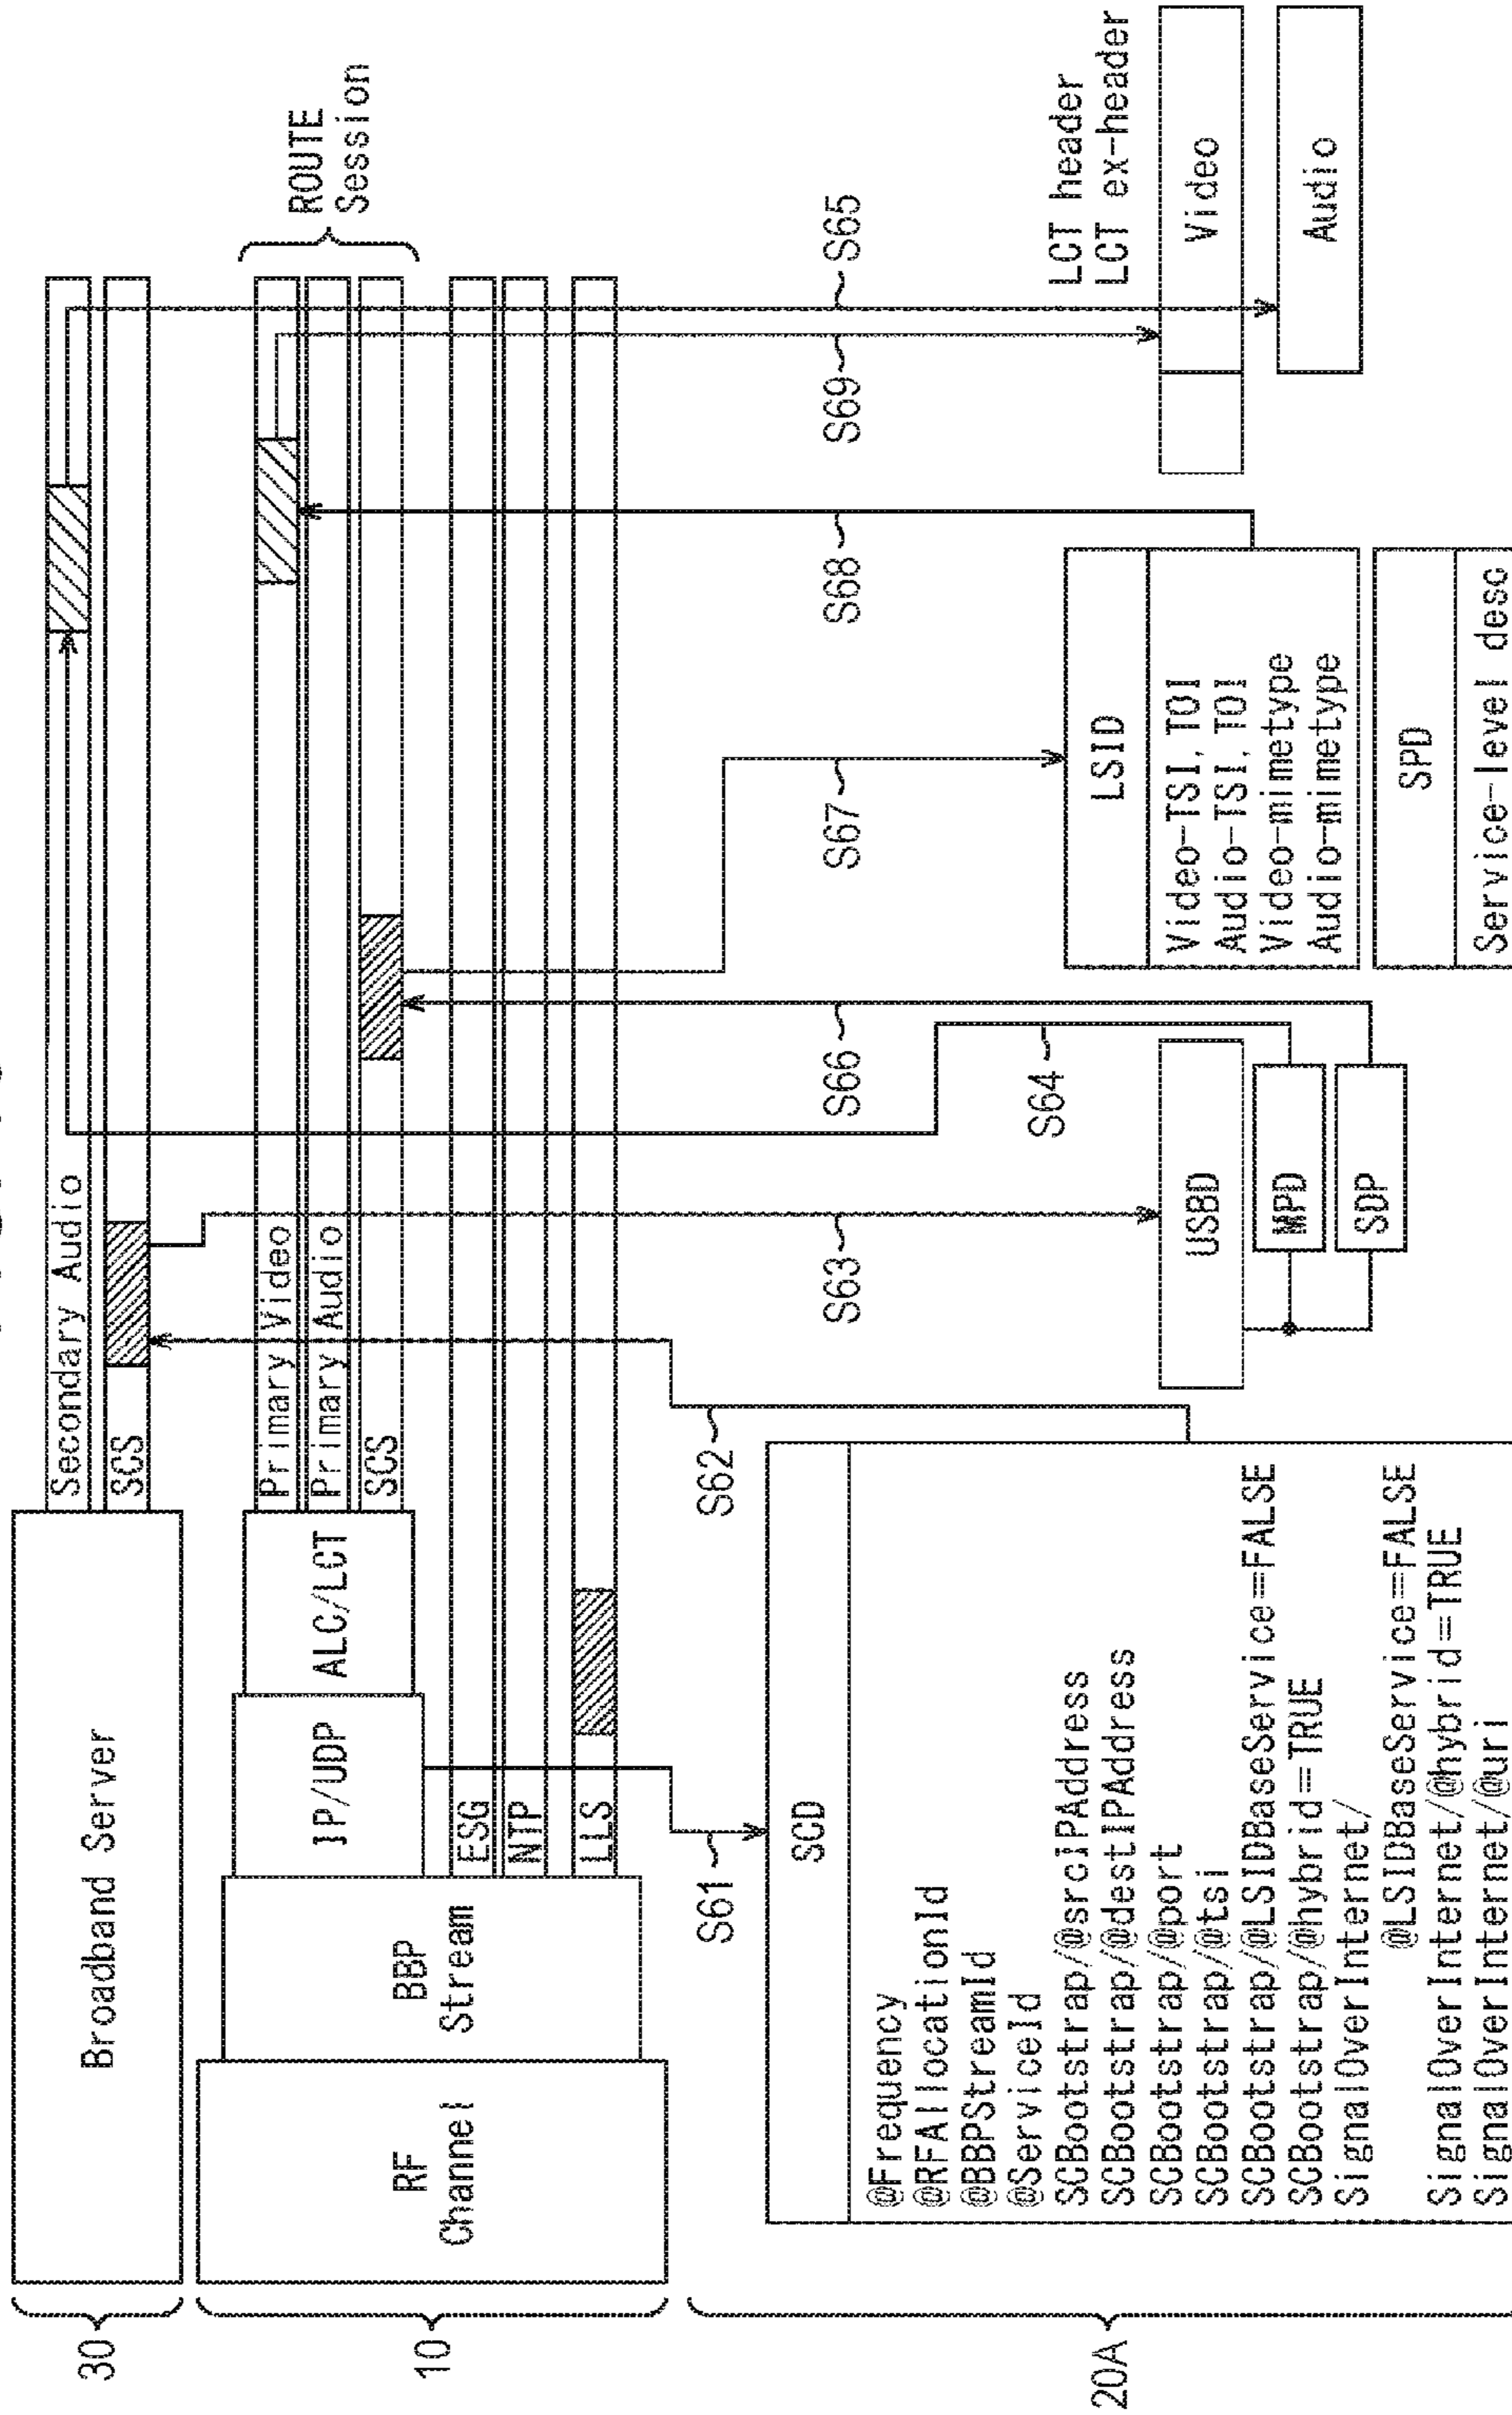 30
Broadband Server
Secondary Audio
SCS
10
RF
Channel
BBP
Stream
IP/UDP
ALC/LCT
Primary Video
Primary Audio
SCS
ROUTE
Session
ESG
NTP
LLS
20A
S61
S62
S63
S64
S66
S67
S68
S69
S65
SCD
@Frequency
@RFAllocationId
@BBPStreamId
@ServiceId
SCBootstrap/@srcIPAddress
SCBootstrap/@destIPAddress
SCBootstrap/@port
SCBootstrap/@tsi
SCBootstrap/@LSIDBaseService=FALSE
SCBootstrap/@hybrid=TRUE
SignalOverInternet/
@LSIDBaseService=FALSE
SignalOverInternet/@hybrid=TRUE
SignalOverInternet/@uri
USBD
MPD
SDP
LSID
Video-TSI, TOI
Audio-TSI, TOI
Video-mimetype
Audio-mimetype
SPD
Service-level desc
LCT header
LCT ex-header
Video
Audio